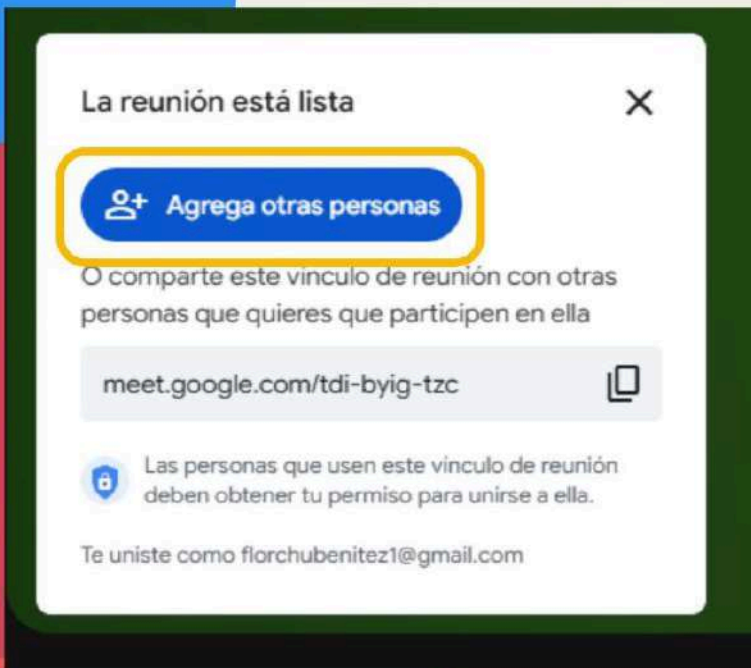 La reunión está lista
Agrega otras personas
O comparte este vínculo de reunión con otras
personas que quieres que participen en ella
meet.google.com/tdi-byig-tzc
Las personas que usen este vínculo de reunión
deben obtener tu permiso para unirse a ella.
Te uniste como florchubenitez1@gmail.com